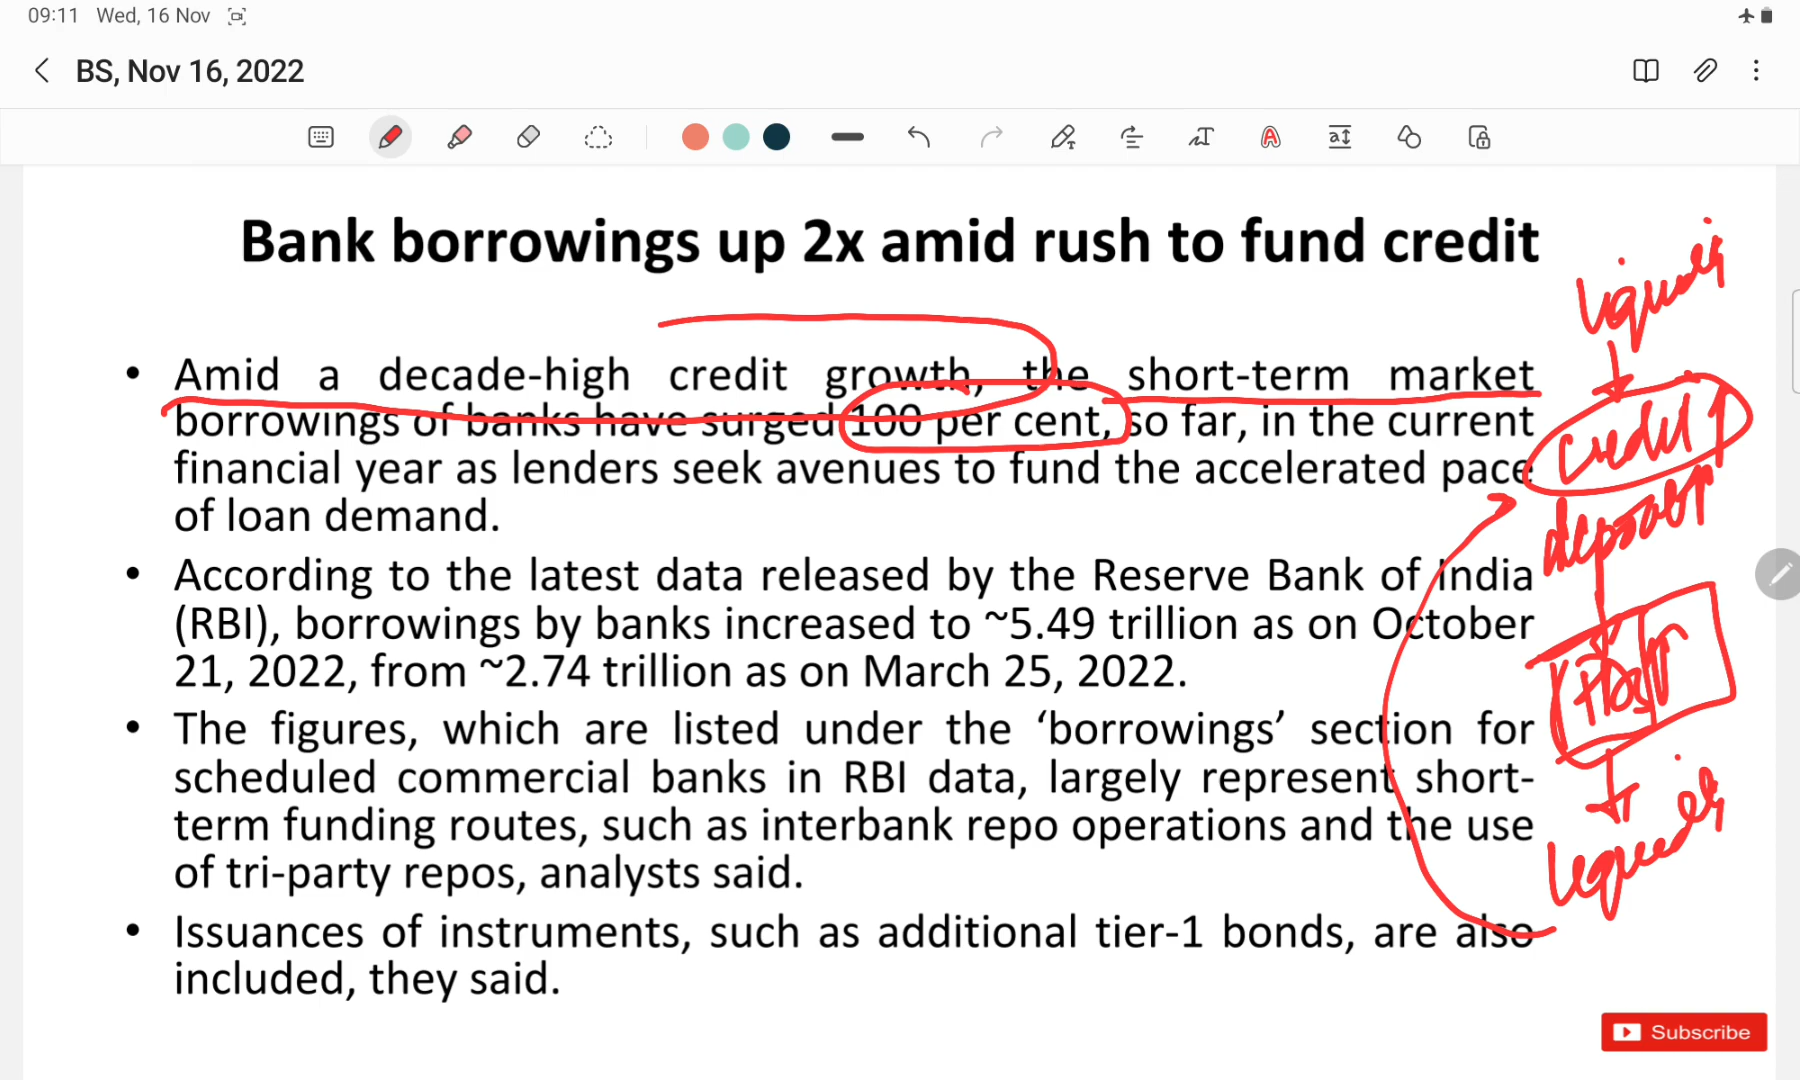 09:11 Wed, 16 Nov
BS, Nov 16, 2022
Bank borrowings up 2x amid rush to fund credit
• Amid a decade-high credit growth, the short-term market
borrowings of banks have surged 100 per cent, so far, in the current
financial year as lenders seek avenues to fund the accelerated pace
of loan demand.
• According to the latest data released by the Reserve Bank of India
(RBI), borrowings by banks increased to ~5.49 trillion as on October
21, 2022, from ~2.74 trillion as on March 25, 2022.
• The figures, which are listed under the ‘borrowings’ section for
scheduled commercial banks in RBI data, largely represent short-
term funding routes, such as interbank repo operations and the use
of tri-party repos, analysts said.
• Issuances of instruments, such as additional tier-1 bonds, are also
included, they said.
credit
Subscribe